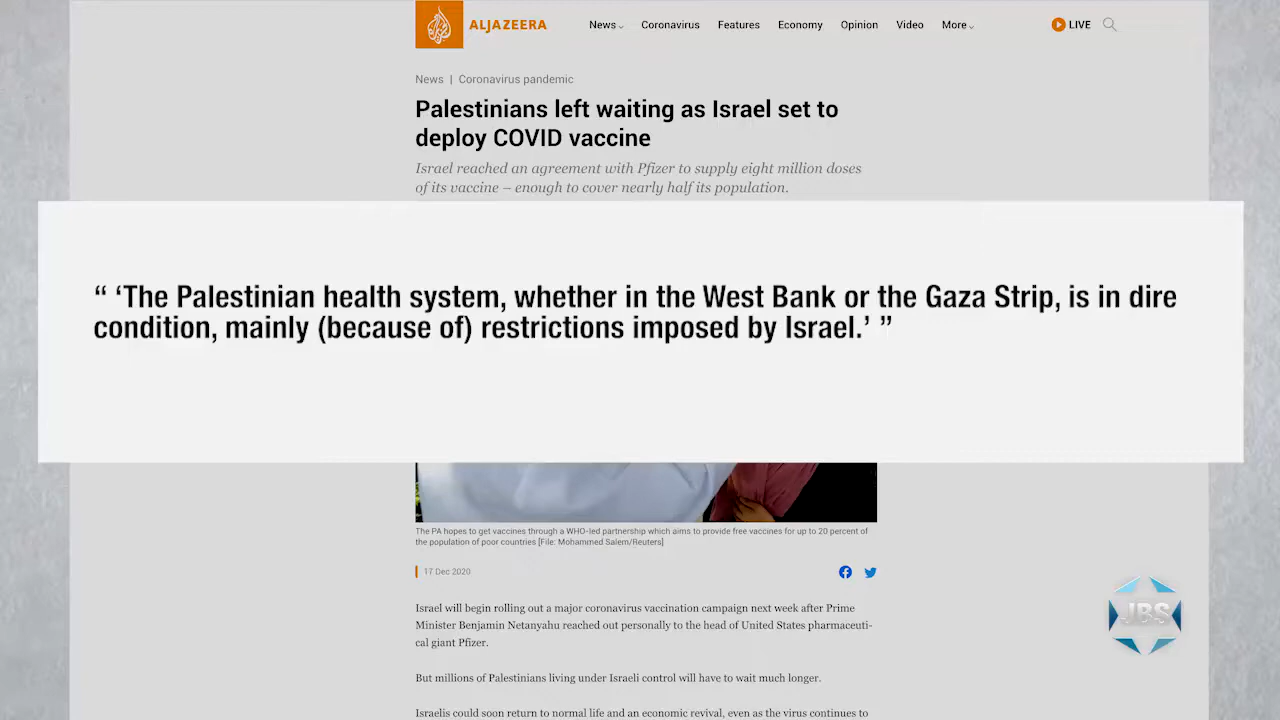 ALJAZEERA
News Coronavirus Features Economy Opinion Video More LIVE
News | Coronavirus pandemic
Palestinians left waiting as Israel set to
deploy COVID vaccine
Israel reached an agreement with Pfizer to supply eight million doses
of its vaccine – enough to cover nearly half its population.
“ ‘The Palestinian health system, whether in the West Bank or the Gaza Strip, is in dire
condition, mainly (because of) restrictions imposed by Israel.’ ”
The PA hopes to get vaccines through a WHO-led partnership which aims to provide free vaccines for up to 20 percent of
the population of poor countries [File: Mohammed Salem/Reuters]
17 Dec 2020
Israel will begin rolling out a major coronavirus vaccination campaign next week after Prime
Minister Benjamin Netanyahu reached out personally to the head of United States pharmaceuti-
cal giant Pfizer.
JBS
But millions of Palestinians living under Israeli control will have to wait much longer.
Israelis could soon return to normal life and an economic revival, even as the virus continues to